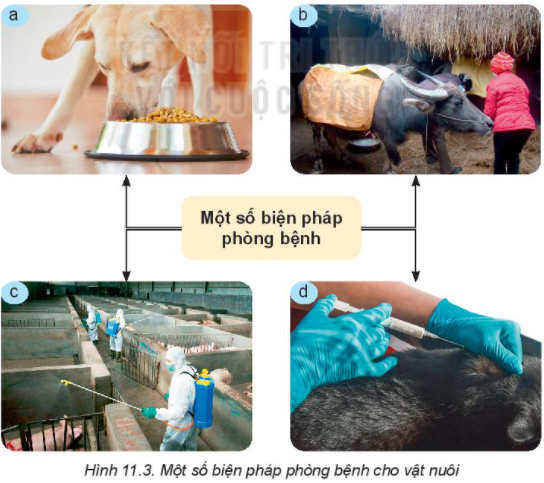 a
b
KẾT NỐI TRI THỨC
VỚI CUỘC SỐNG
Một số biện pháp
phòng bệnh
c
d
Hình 11.3. Một số biện pháp phòng bệnh cho vật nuôi